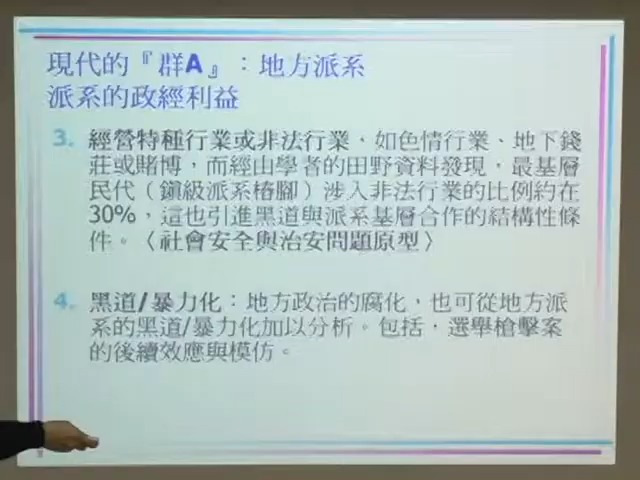 現代的『群A』：地方派系
派系的政經利益
3. 經營特種行業或非法行業，如色情行業、地下錢
莊或賭博，而經由學者的田野資料發現，最基層
民代（鎮級派系樁腳）涉入非法行業的比例約在
30%，這也引進黑道與派系基層合作的結構性條
件。〈社會安全與治安問題原型〉
4. 黑道/暴力化：地方政治的腐化，也可從地方派
系的黑道/暴力化加以分析。包括，選舉槍擊案
的後續效應與模仿。